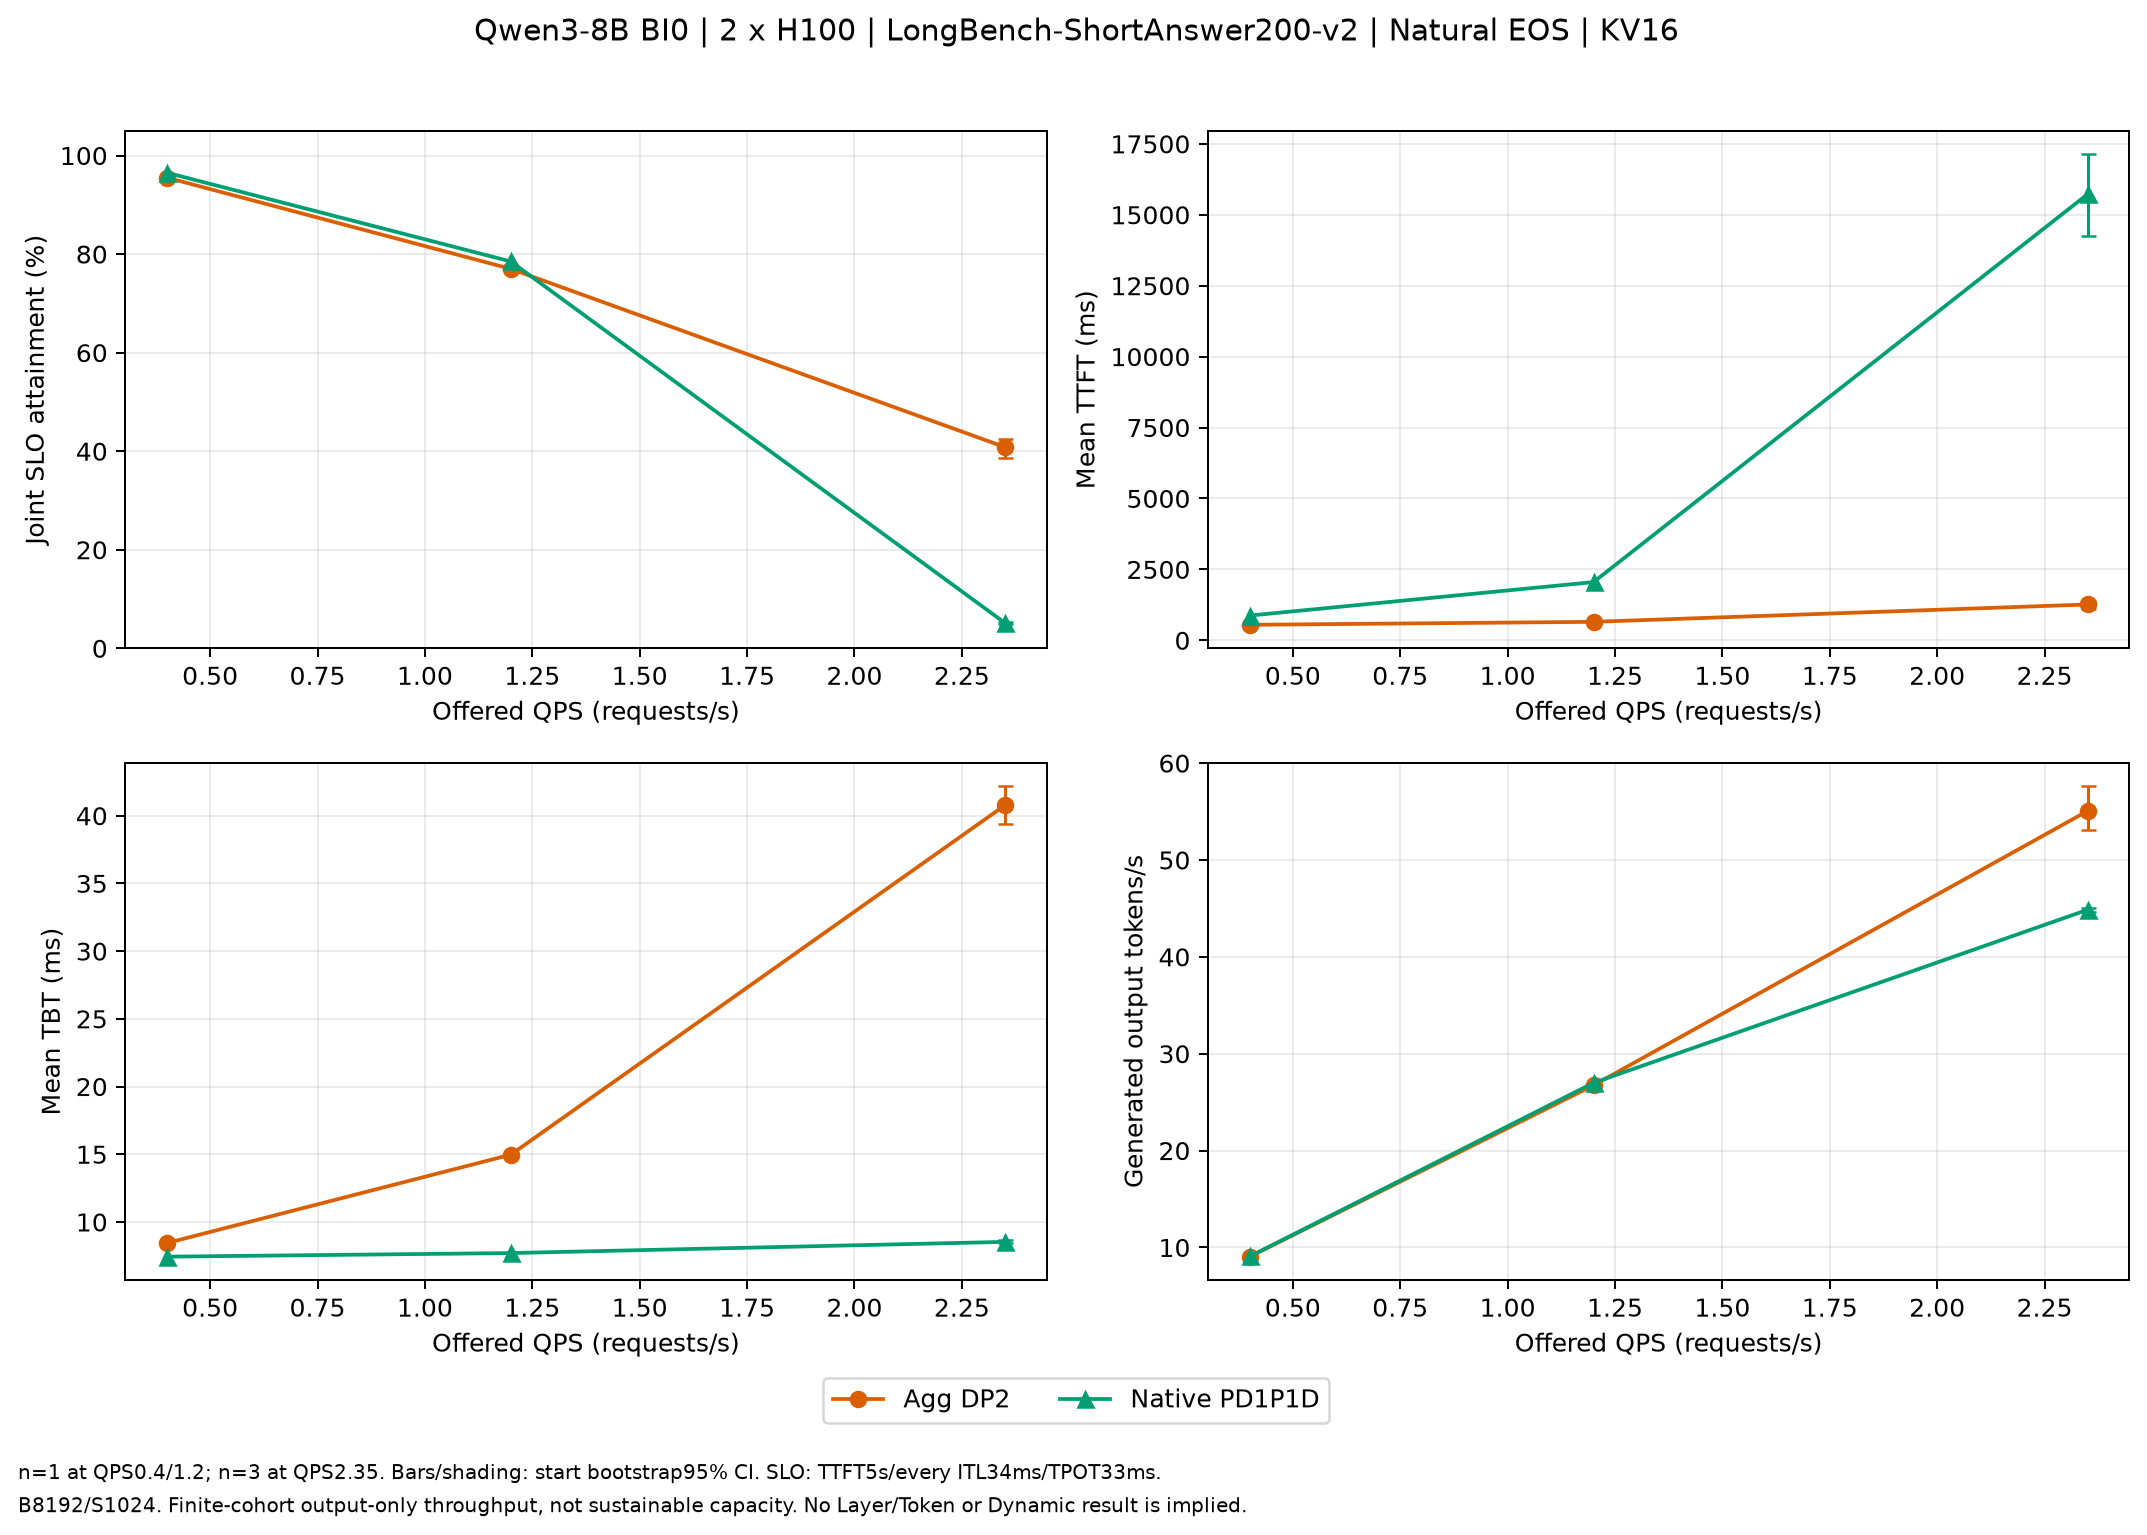 Qwen3-8B BI0 | 2 x H100 | LongBench-ShortAnswer200-v2 | Natural EOS | KV16
100
80
60
40
20
0
Joint SLO attainment (%)
0.50 0.75 1.00 1.25 1.50 1.75 2.00 2.25
Offered QPS (requests/s)
17500
15000
12500
10000
7500
5000
2500
0
Mean TTFT (ms)
0.50 0.75 1.00 1.25 1.50 1.75 2.00 2.25
Offered QPS (requests/s)
40
35
30
25
20
15
10
Mean TBT (ms)
0.50 0.75 1.00 1.25 1.50 1.75 2.00 2.25
Offered QPS (requests/s)
60
50
40
30
20
10
Generated output tokens/s
0.50 0.75 1.00 1.25 1.50 1.75 2.00 2.25
Offered QPS (requests/s)
Agg DP2 Native PD1P1D
n=1 at QPS0.4/1.2; n=3 at QPS2.35. Bars/shading: start bootstrap95% CI. SLO: TTFT5s/every ITL34ms/TPOT33ms.
B8192/S1024. Finite-cohort output-only throughput, not sustainable capacity. No Layer/Token or Dynamic result is implied.